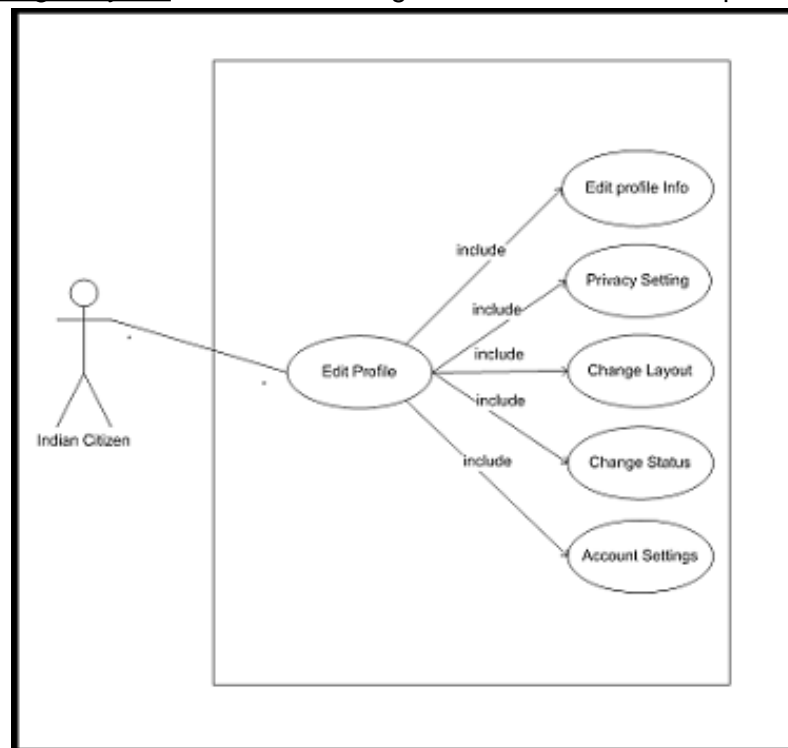 Edit profile Info
include
Privacy Setting
include
include
Change Layout
Edit Profile
include
Indian Citizen
Change Status
include
Account Settings